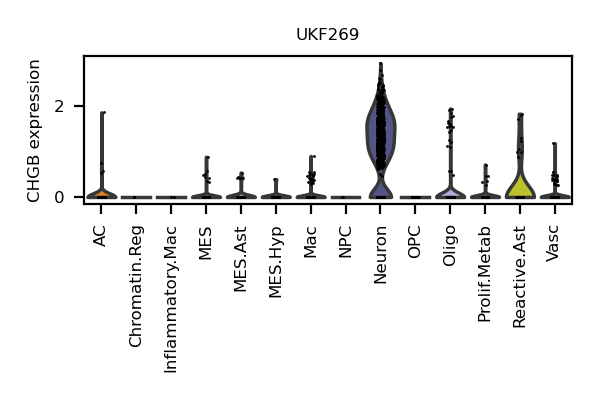 UKF269
CHGB expression
2
0
AC
Chromatin.Reg
Inflammatory.Mac
MES
MES.Ast
MES.Hyp
Mac
NPC
Neuron
OPC
Oligo
Prolif.Metab
Reactive.Ast
Vasc